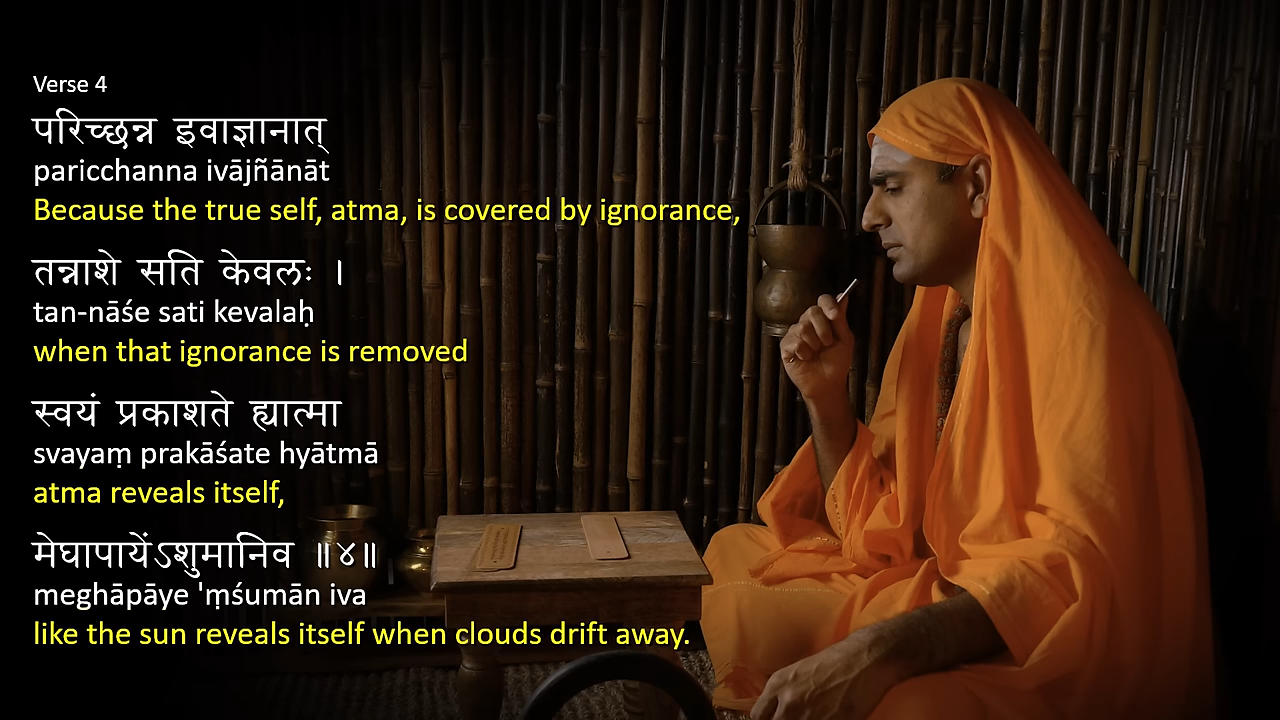 Verse 4
परिच्छन्न इवाज्ञानात्
paricchanna ivājñānāt
Because the true self, atma, is covered by ignorance,
तन्नाशे सति केवलः ।
tan-nāśe sati kevalaḥ
when that ignorance is removed
स्वयं प्रकाशते ह्यात्मा
svayaṃ prakāśate hyātmā
atma reveals itself,
मेघापायेंऽशुमानिव ॥४॥
meghāpāye 'ṃśumān iva
like the sun reveals itself when clouds drift away.